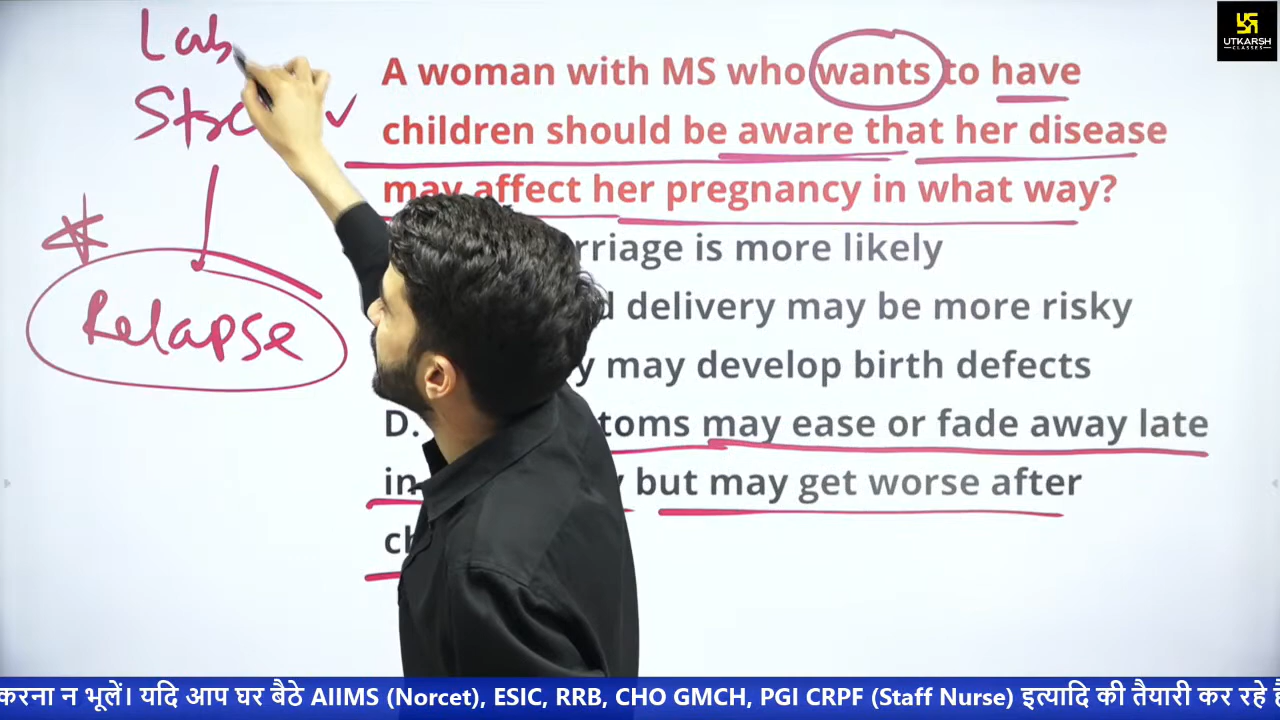 Lab
UTKARSH
CLASSES
A woman with MS who wants to have
children should be aware that her disease
may affect her pregnancy in what way?
is more likely
delivery may be more risky
may develop birth defects
D. may ease or fade away late
in but may get worse after
Relapse
करना न भूलें। यदि आप घर बैठे AIIMS (Norcet), ESIC, RRB, CHO GMCH, PGI CRPF (Staff Nurse) इत्यादि की तैयारी कर रहे